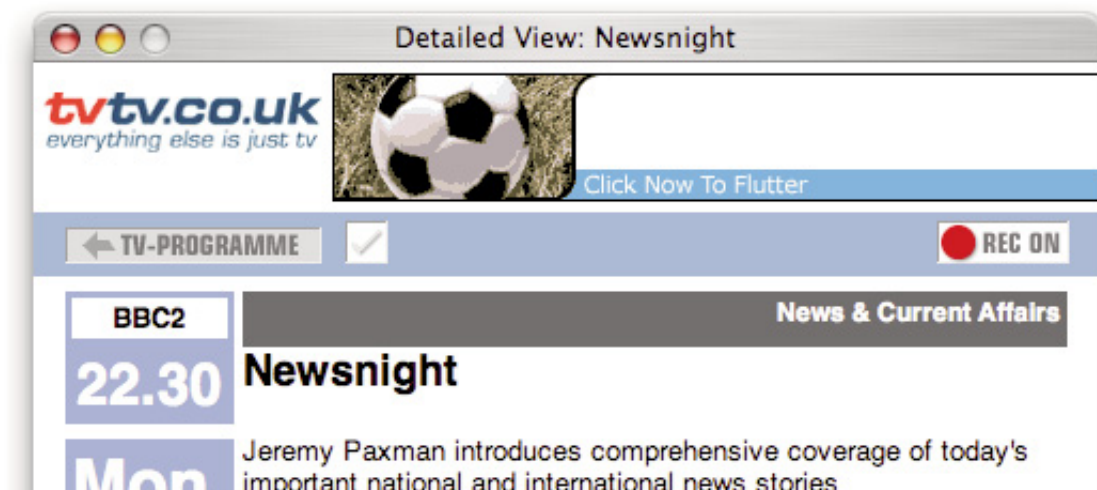 Detailed View: Newsnight
tvtv.co.uk
everything else is just tv
Click Now To Flutter
TV-PROGRAMME
REC ON
BBC2
News & Current Affairs
22.30
Newsnight
Mon
Jeremy Paxman introduces comprehensive coverage of today's
important national and international news stories